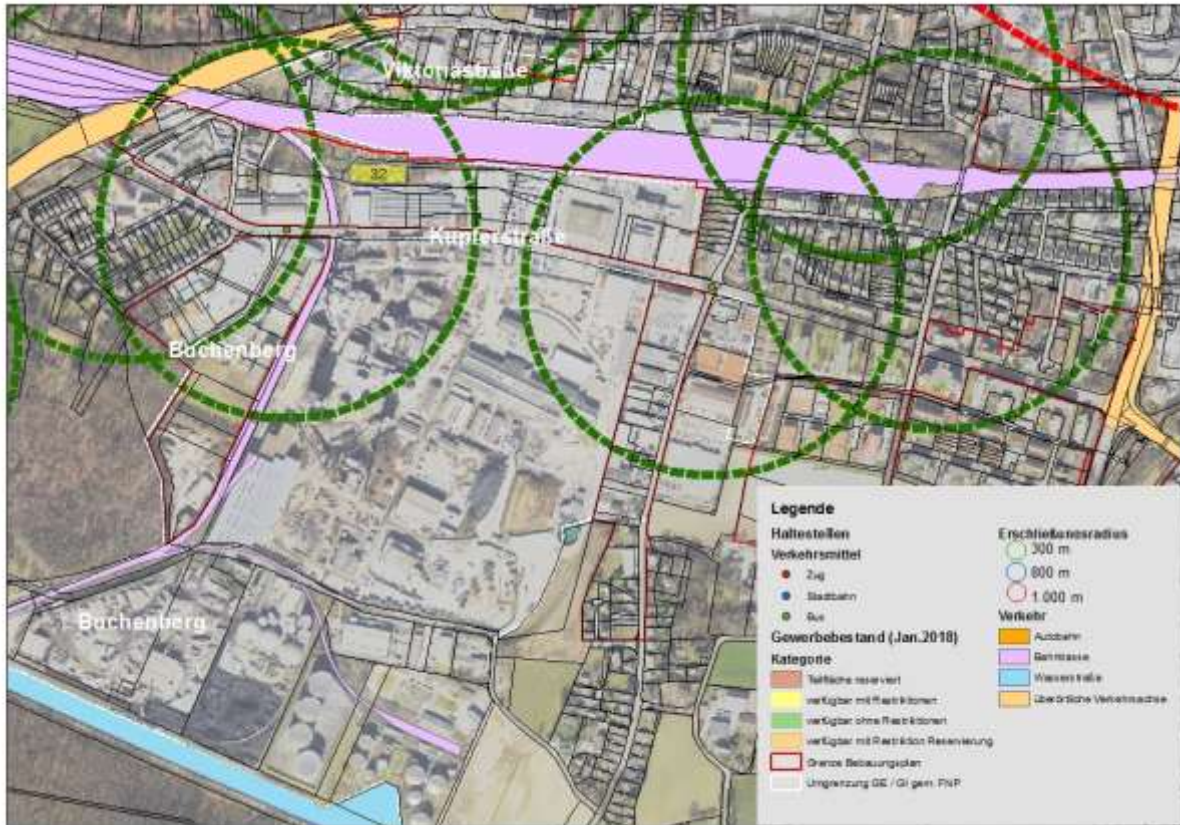 Viktoriastraße
32
Kupferstraße
Buchenberg
Buchenberg
Legende
Haltestellen
Verkehrsmittel
Zug
Stadtbahn
Bus
Gewerbebestand (Jan.2018)
Kategorie
Teilfläche reserviert
verfügbar mit Restriktionen
verfügbar ohne Restriktionen
verfügbar mit Restriktion Reservierung
Grenze Bebauungsplan
Umgrenzung GE / GI gem. FNP
Erschließungsradius
300 m
800 m
1.000 m
Verkehr
Autobahn
Bahntrasse
Wasserstraße
überörtliche Verkehrsachse